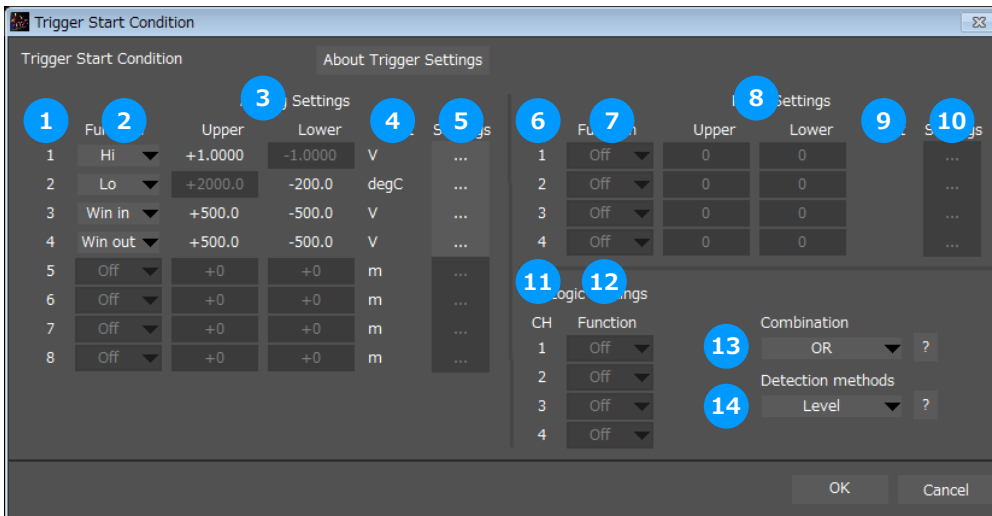 Trigger Start Condition
Trigger Start Condition
About Trigger Settings
3 Settings
1 2 Upper Lower 4 5
1 Hi +1.0000 -1.0000 V ...
2 Lo +2000.0 -200.0 degC ...
3 Win in +500.0 -500.0 V ...
4 Win out +500.0 -500.0 V ...
5 Off +0 +0 m ...
6 Off +0 +0 m ...
7 Off +0 +0 m ...
8 Off +0 +0 m ...
8 Settings
6 7 Upper Lower 9 10
1 Off 0 0 ...
2 Off 0 0 ...
3 Off 0 0 ...
4 Off 0 0 ...
11 12
CH Function
1 Off
2 Off
3 Off
4 Off
Combination
13 OR ?
Detection methods
14 Level ?
OK Cancel